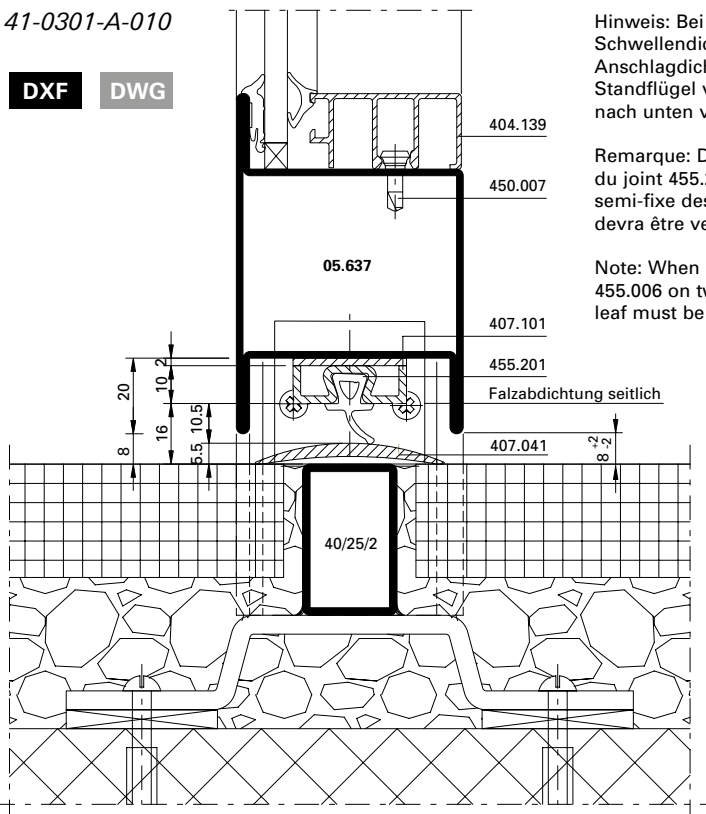 41-0301-A-010
DXF DWG
Hinweis: Bei
Anschlagdich
Standflügel v
nach unten v
Remarque: D
du joint 455.
semi-fixe des
devra être ve
Note: When
455.006 on tw
leaf must be
404.139
450.007
05.637
407.101
455.201
Falzabdichtung seitlich
407.041
2
10
20
16
10.5
8
5.5
8 +2 -2
40/25/2